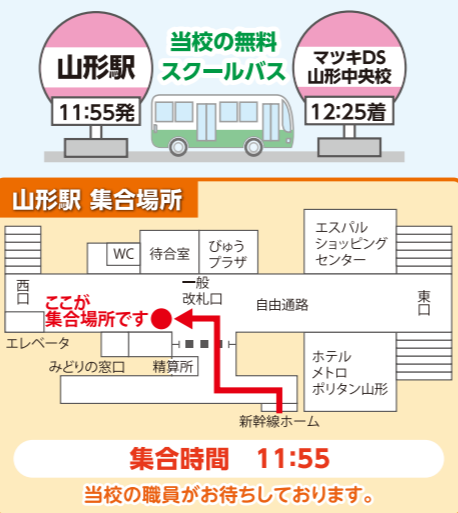 当校の無料
スクールバス
山形駅
11:55発
マツキDS
山形中央校
12:25着
山形駅 集合場所
エスパル
ショッピング
センター
WC
待合室
びゅう
プラザ
西口
一般
改札口
自由通路
東口
ここが
集合場所です
エレベータ
みどりの窓口
精算所
ホテル
メトロ
ポリタン山形
新幹線ホーム
集合時間 11:55
当校の職員がお待ちしております。